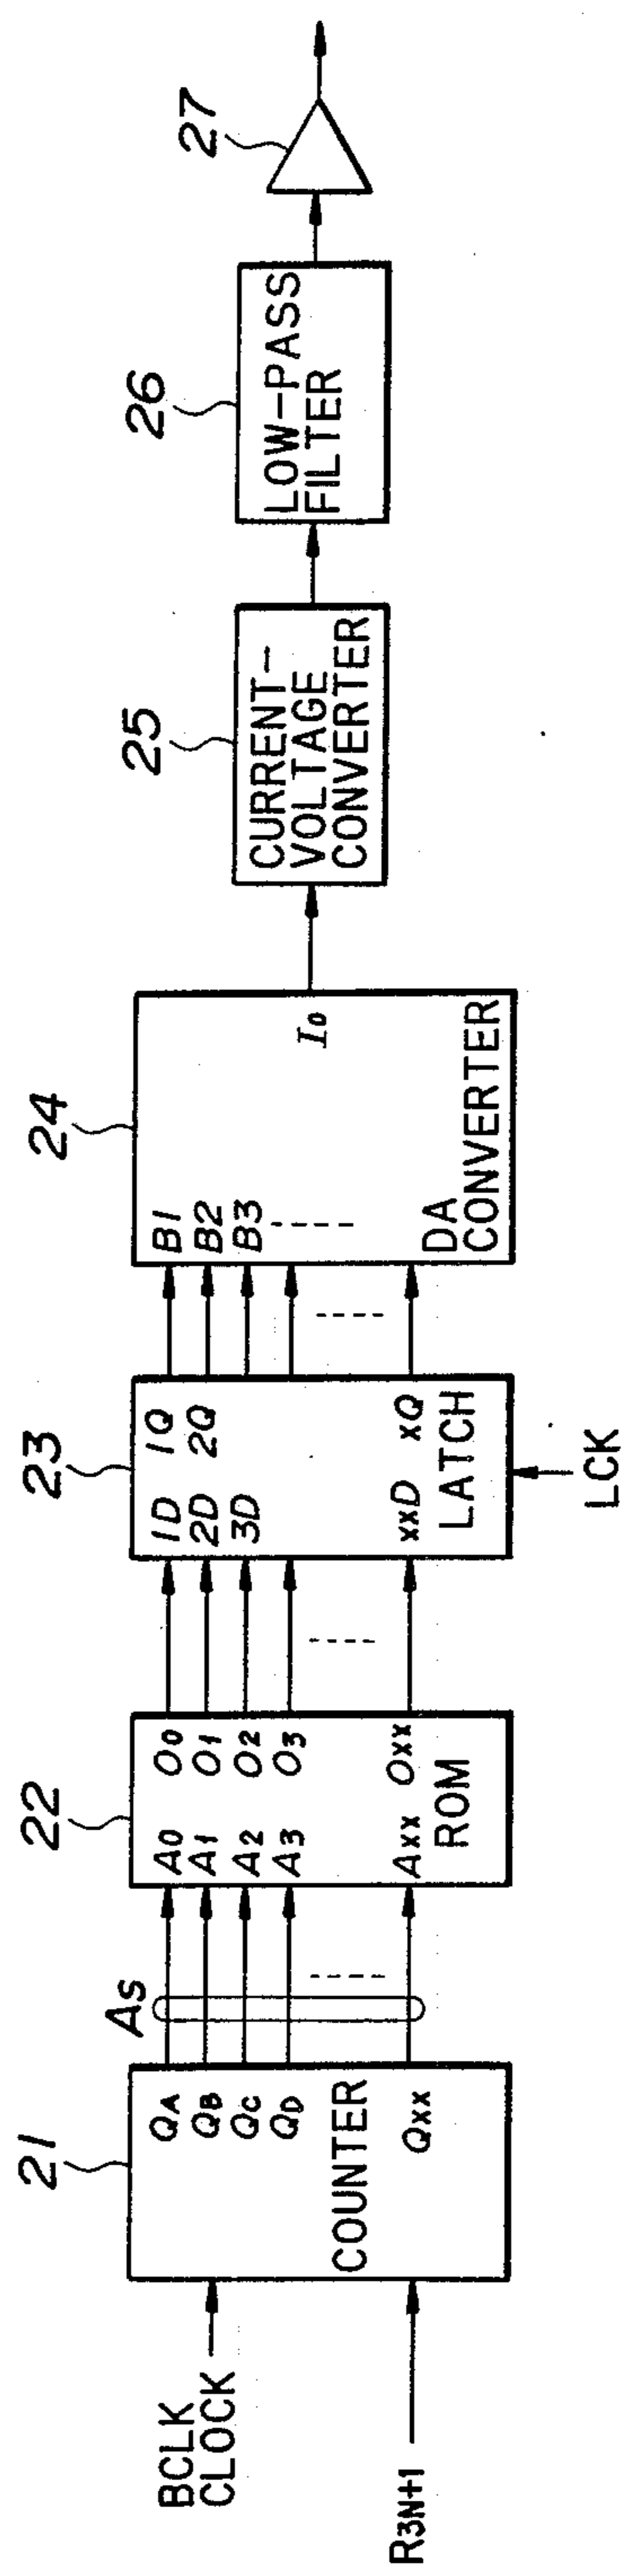 BCLK
CLOCK
R3N+1
21
QA
QB
QC
QD
QXX
COUNTER
AS
22
A0
A1
A2
A3
AXX
O0
O1
O2
O3
OXX
ROM
23
1D
2D
3D
xxD
1Q
2Q
xQ
LATCH
LCK
24
B1
B2
B3
I0
DA
CONVERTER
25
CURRENT-
VOLTAGE
CONVERTER
26
LOW-PASS
FILTER
27